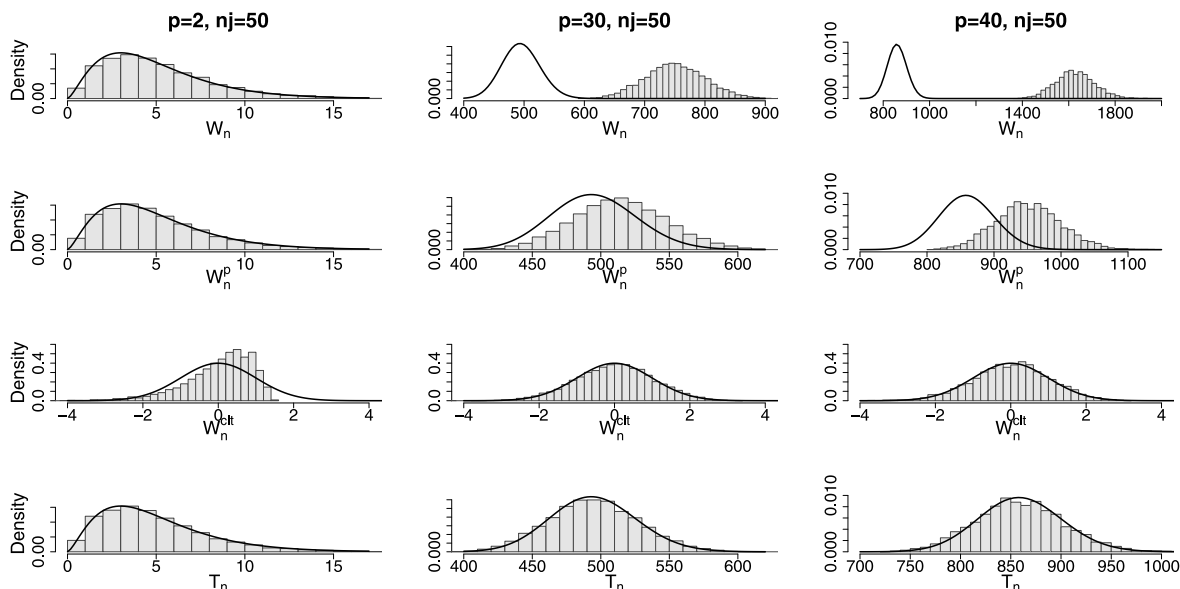 p=2, nj=50 p=30, nj=50 p=40, nj=50
Density 0.00 0.000 0.000 0.010
0 5 10 15 400 500 600 700 800 900 800 1000 1400 1800
W_n W_n W_n
Density 0.00 0.000 0.000 0.010
0 5 10 15 400 450 500 550 600 700 800 900 1000 1100
W_n^p W_n^p W_n^p
Density 0.0 0.4 0.0 0.4 0.0 0.4
−4 −2 0 2 4 −4 −2 0 2 4 −4 −2 0 2 4
W_n^clt W_n^clt W_n^clt
Density 0.00 0.000 0.000 0.010
0 5 10 15 400 450 500 550 600 700 750 800 850 900 950 1000
T_n T_n T_n